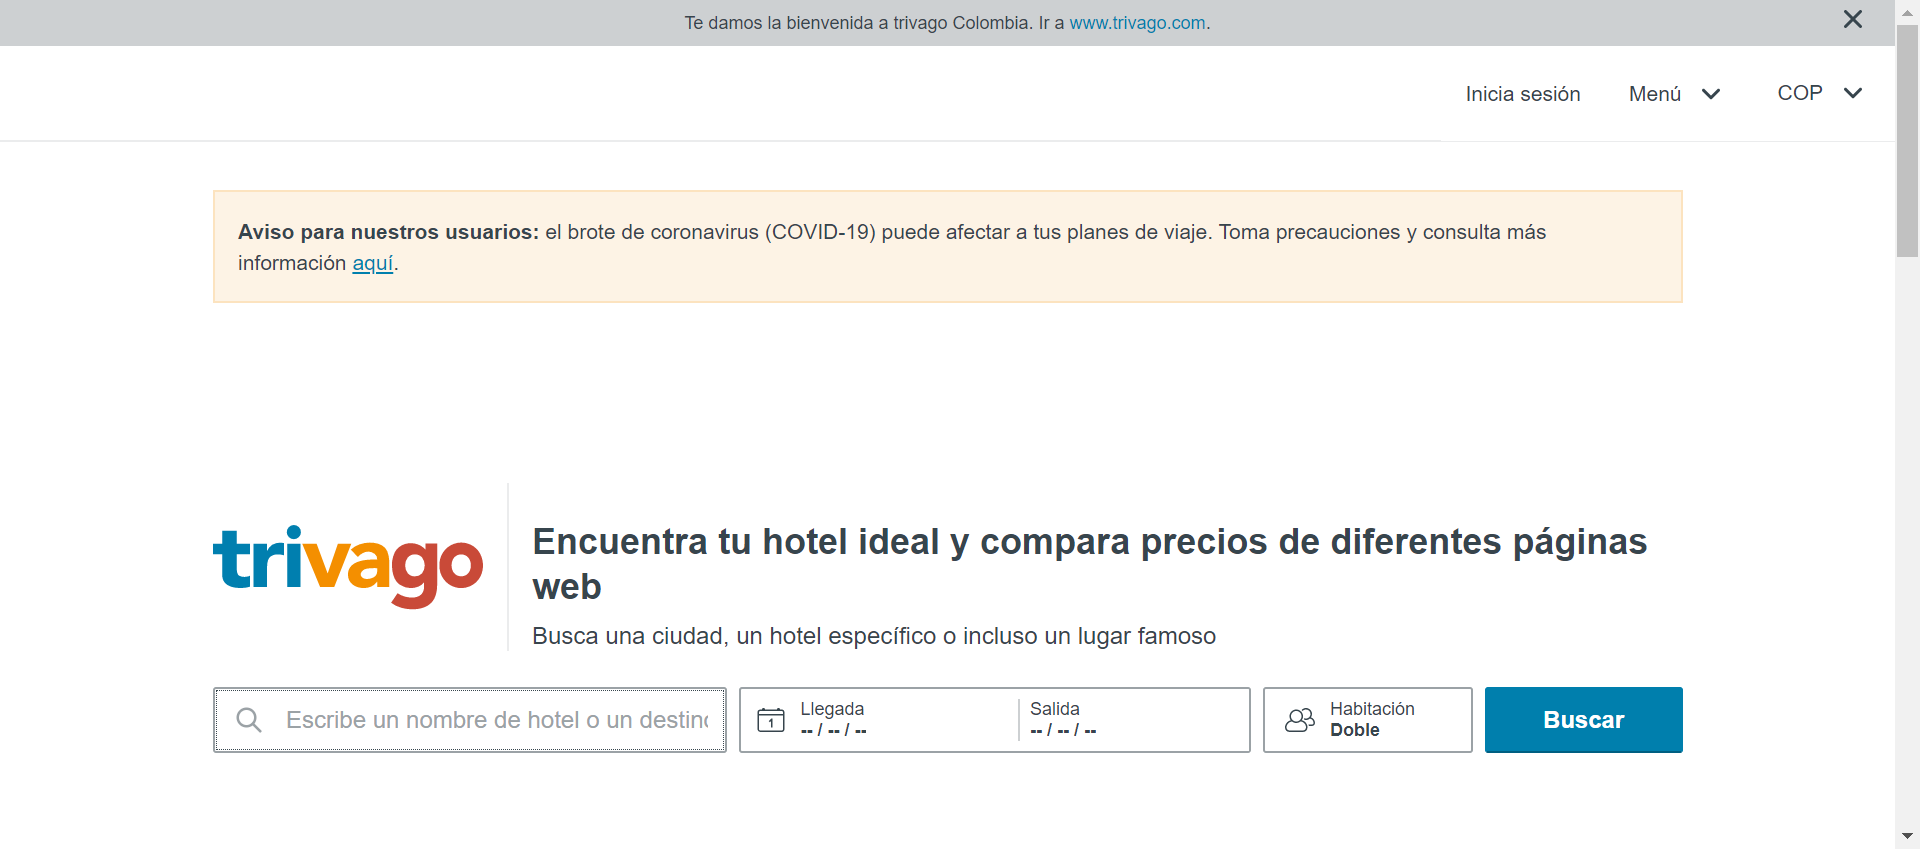 Te damos la bienvenida a trivago Colombia. Ir a www.trivago.com.
Inicia sesión
Menú
COP
Aviso para nuestros usuarios: el brote de coronavirus (COVID-19) puede afectar a tus planes de viaje. Toma precauciones y consulta más
información aquí.
trivago
Encuentra tu hotel ideal y compara precios de diferentes páginas
web
Busca una ciudad, un hotel específico o incluso un lugar famoso
Escribe un nombre de hotel o un destino
1
Llegada
-- / -- / --
Salida
-- / -- / --
Habitación
Doble
Buscar